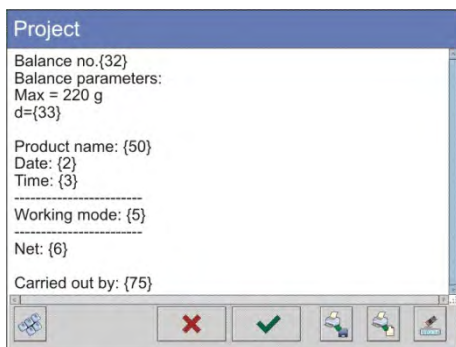 Project
Balance no.{32}
Balance parameters:
Max = 220 g
d={33}
Product name: {50}
Date: {2}
Time: {3}
------------------------
Working mode: {5}
------------------------
Net: {6}
Carried out by: {75}